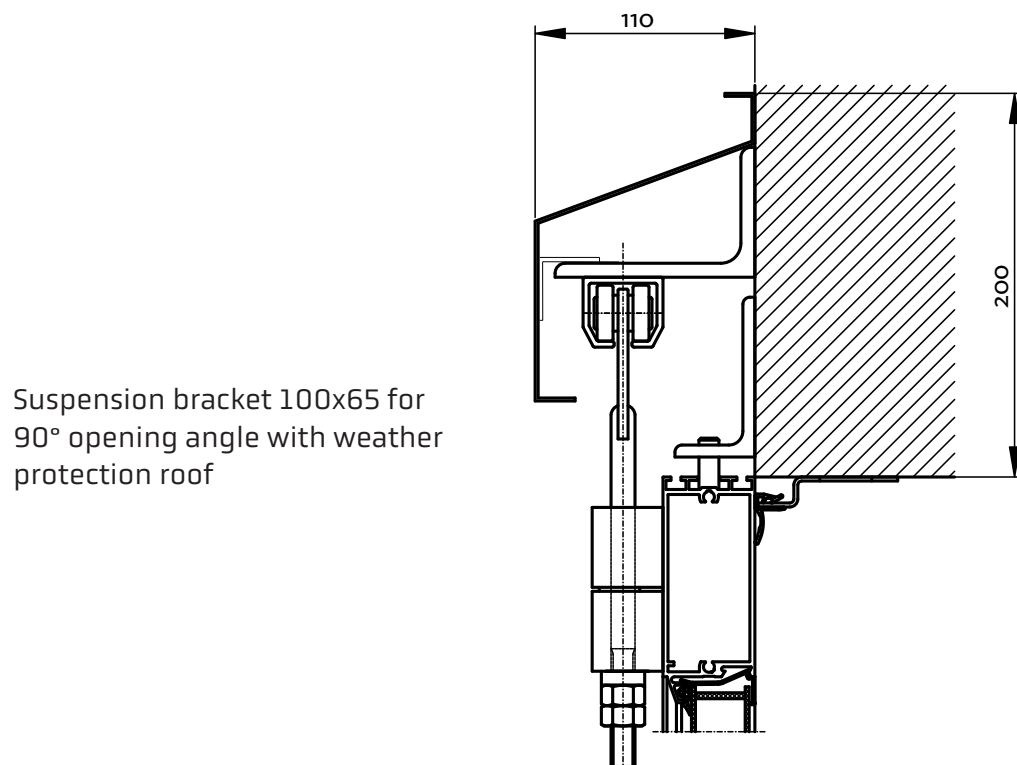 110
200
Suspension bracket 100x65 for
90° opening angle with weather
protection roof